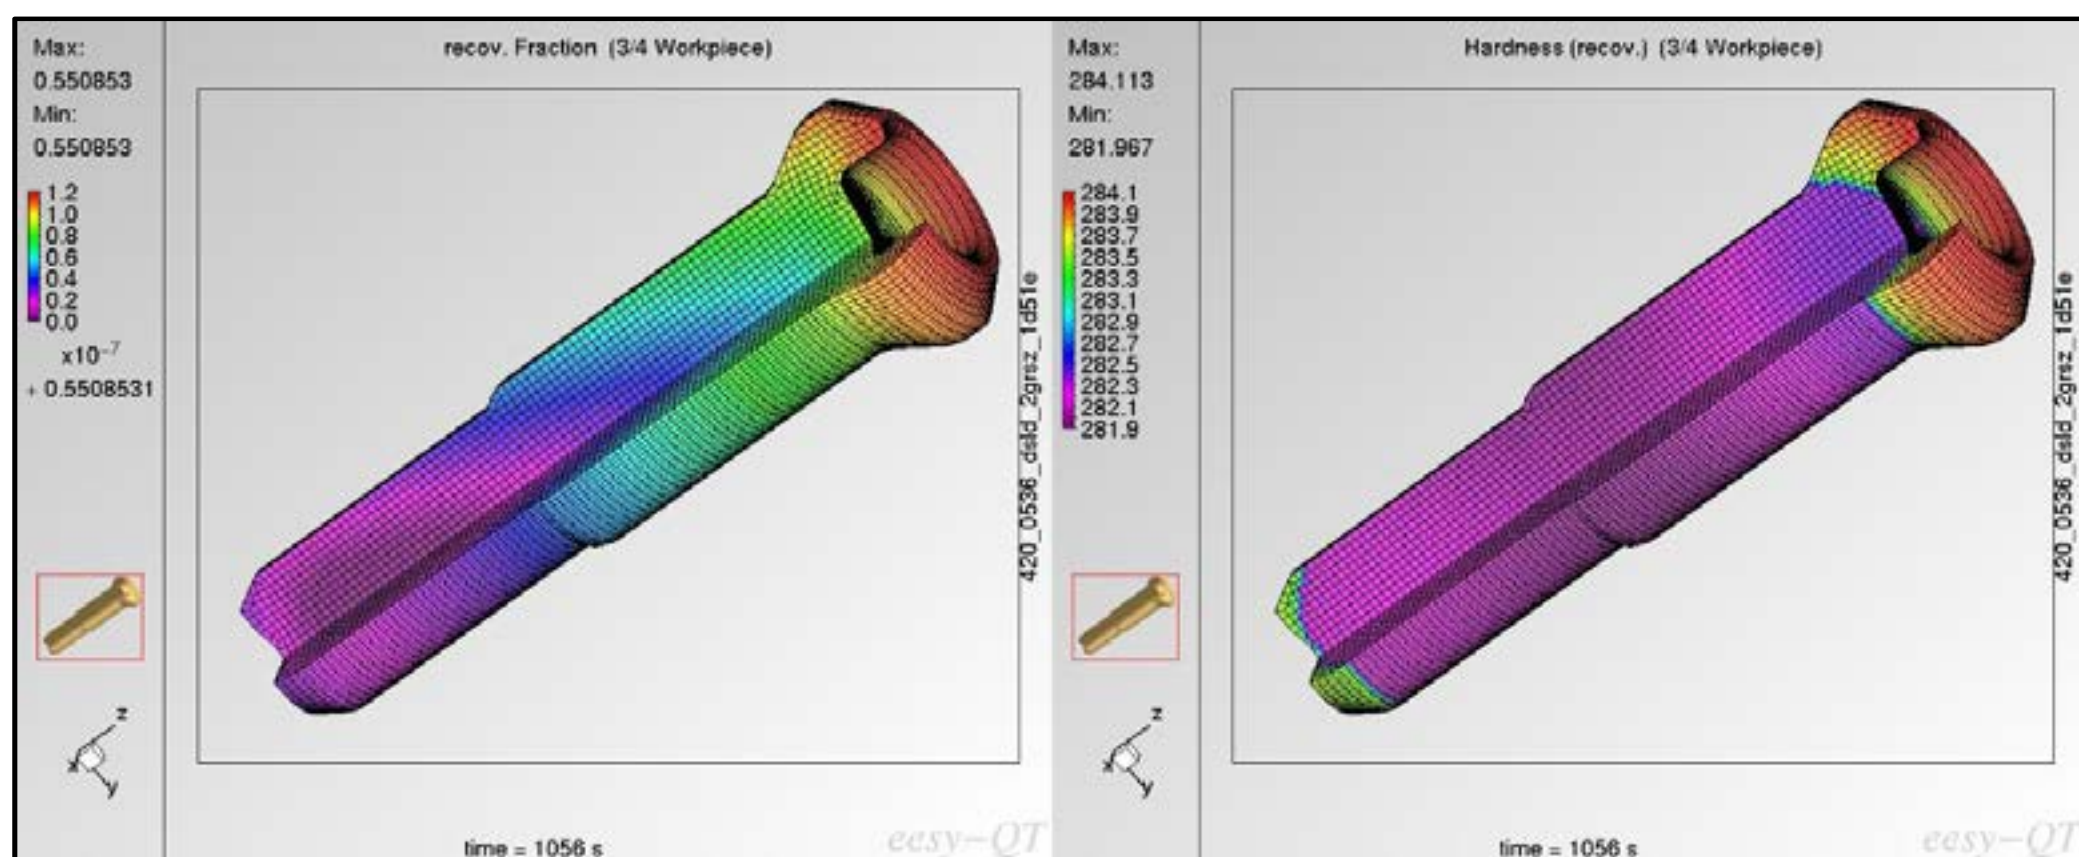 Max:
0.550853
Min:
0.550853
1.2
1.0
0.8
0.6
0.4
0.2
0.0
x10⁻⁷
+ 0.5508531
recov. Fraction (3/4 Workpiece)
420_0536_dsld_2grsz_1d51e
time = 1056 s
eesy-QT
Max:
284.113
Min:
281.967
284.1
283.9
283.7
283.5
283.3
283.1
282.9
282.7
282.5
282.3
282.1
281.9
Hardness (recov.) (3/4 Workpiece)
420_0536_dsld_2grsz_1d51e
time = 1056 s
eesy-QT
z
x
y
z
x
y